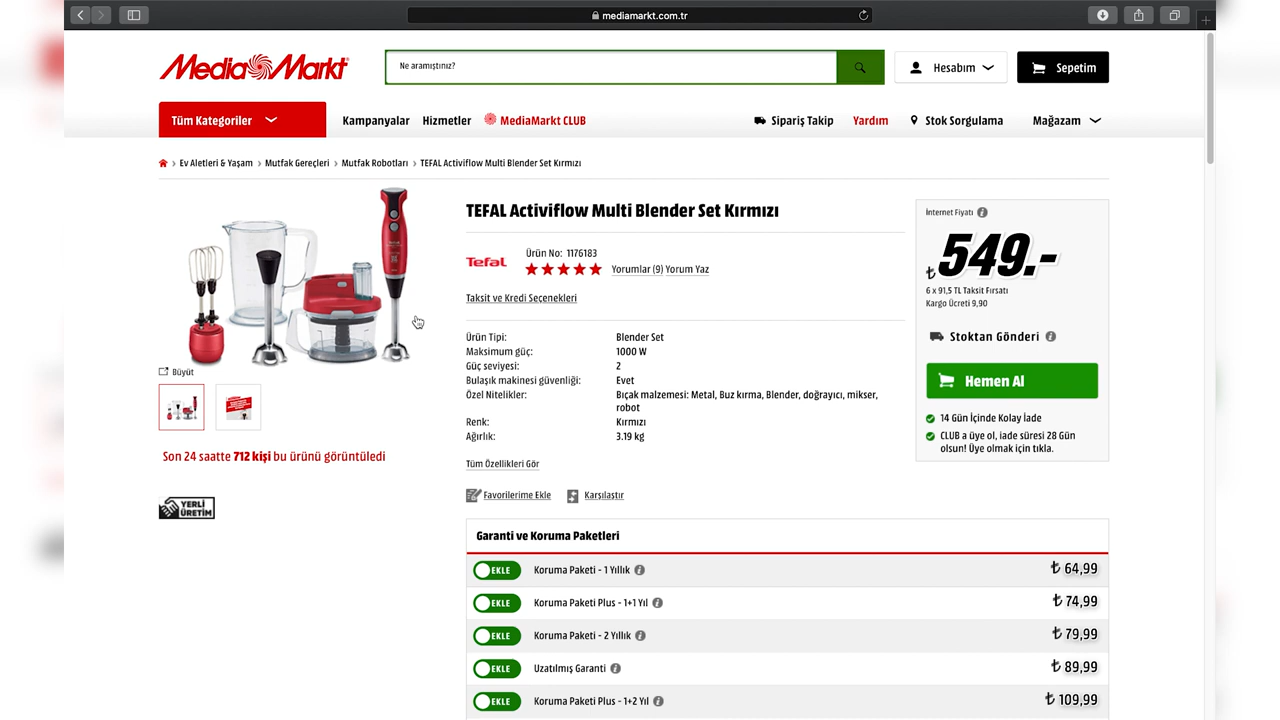 mediamarkt.com.tr
Media Markt
Ne aramıştınız?
Hesabım
Sepetim
Tüm Kategoriler
Kampanyalar
Hizmetler
MediaMarkt CLUB
Sipariş Takip
Yardım
Stok Sorgulama
Mağazam
Ev Aletleri & Yaşam > Mutfak Gereçleri > Mutfak Robotları > TEFAL Activiflow Multi Blender Set Kırmızı
TEFAL Activiflow Multi Blender Set Kırmızı
Tefal
Ürün No: 1176183
Yorumlar (9) Yorum Yaz
Taksit ve Kredi Seçenekleri
Ürün Tipi: Blender Set
Maksimum güç: 1000 W
Güç seviyesi: 2
Bulaşık makinesi güvenliği: Evet
Özel Nitelikler: Bıçak malzemesi: Metal, Buz kırma, Blender, doğrayıcı, mikser,
robot
Renk: Kırmızı
Ağırlık: 3.19 kg
Tüm Özellikleri Gör
Favorilerime Ekle
Karşılaştır
Büyüt
Son 24 saatte 712 kişi bu ürünü görüntüledi
YERLİ
ÜRETİM
İnternet Fiyatı
₺ 549.-
6 x 91,5 TL Taksit Fırsatı
Kargo Ücreti 9,90
Stoktan Gönderi
Hemen Al
14 Gün İçinde Kolay İade
CLUB a üye ol, iade süresi 28 Gün
olsun! Üye olmak için tıkla.
Garanti ve Koruma Paketleri
EKLE Koruma Paketi - 1 Yıllık ₺ 64,99
EKLE Koruma Paketi Plus - 1+1 Yıl ₺ 74,99
EKLE Koruma Paketi - 2 Yıllık ₺ 79,99
EKLE Uzatılmış Garanti ₺ 89,99
EKLE Koruma Paketi Plus - 1+2 Yıl ₺ 109,99